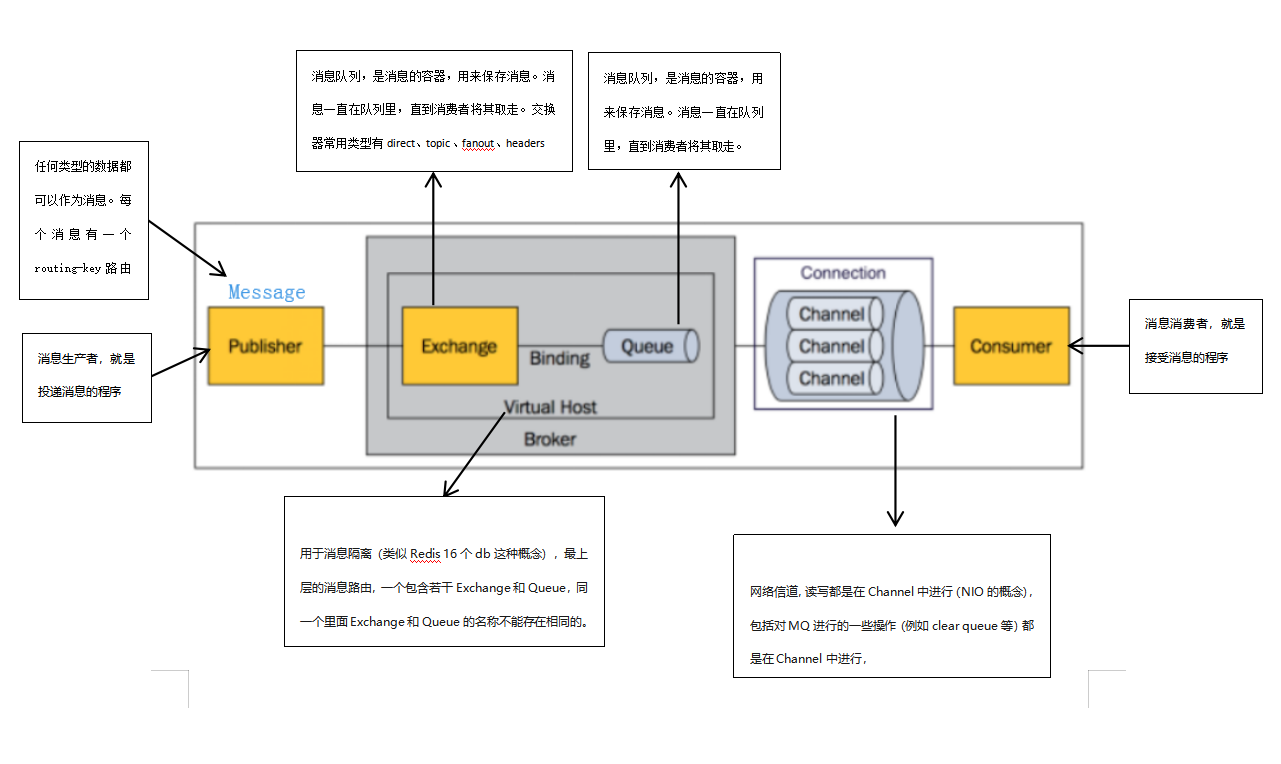 消息队列，是消息的容器，用来保存消息。消
息一直在队列里，直到消费者将其取走。交换
器常用类型有 direct、topic、fanout、headers
消息队列，是消息的容器，用
来保存消息。消息一直在队列
里，直到消费者将其取走。
任何类型的数据都
可以作为消息。每
个消息有一个
routing-key 路由
Message
Publisher
消息生产者，就是
投递消息的程序
Exchange
Binding
Queue
Virtual Host
Broker
Connection
Channel
Channel
Channel
Consumer
消息消费者，就是
接受消息的程序
用于消息隔离（类似 Redis 16 个 db 这种概念），最上
层的消息路由，一个包含若干 Exchange 和 Queue，同
一个里面 Exchange 和 Queue 的名称不能存在相同的。
网络信道，读写都是在 Channel 中进行（NIO 的概念），
包括对 MQ 进行的一些操作（例如 clear queue 等）都
是在 Channel 中进行，